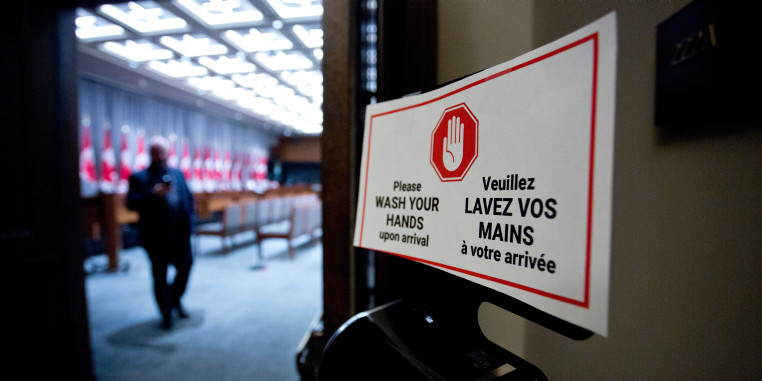 Please
WASH YOUR
HANDS
upon arrival
Veuillez
LAVEZ VOS
MAINS
à votre arrivée